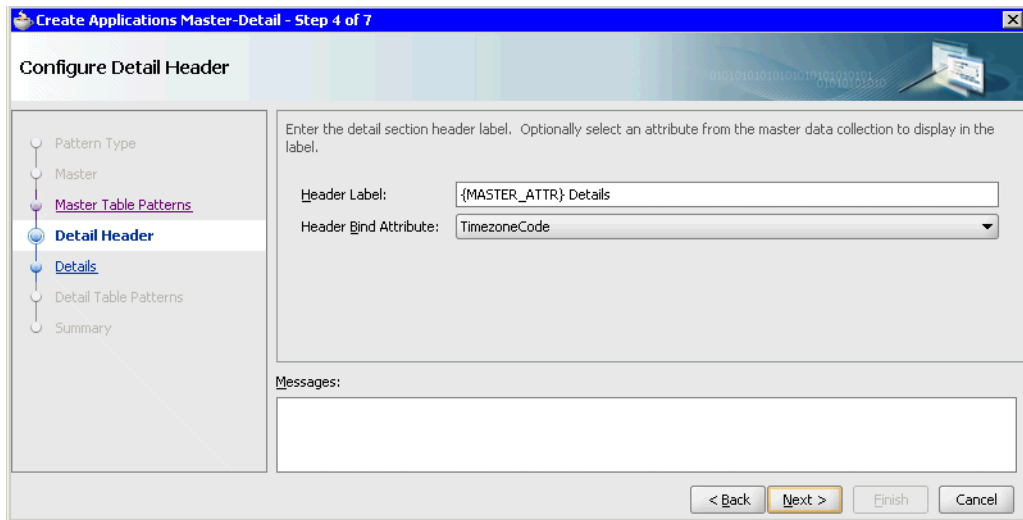 Create Applications Master-Detail - Step 4 of 7
Configure Detail Header
Pattern Type
Master
Master Table Patterns
Detail Header
Details
Detail Table Patterns
Summary
Enter the detail section header label. Optionally select an attribute from the master data collection to display in the
label.
Header Label: {MASTER_ATTR} Details
Header Bind Attribute: TimezoneCode
Messages:
< Back Next > Finish Cancel